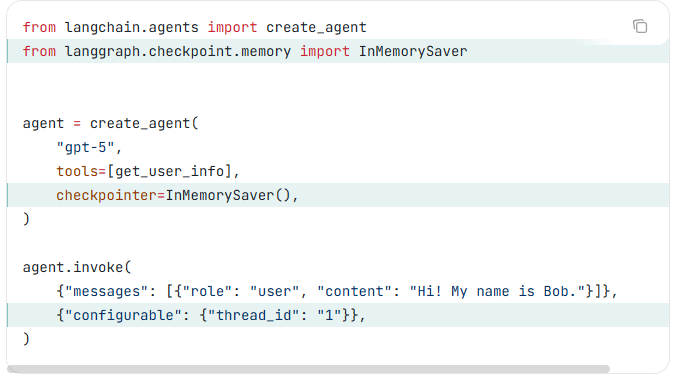 from langchain.agents import create_agent
from langgraph.checkpoint.memory import InMemorySaver
agent = create_agent(
    "gpt-5",
    tools=[get_user_info],
    checkpointer=InMemorySaver(),
)
agent.invoke(
    {"messages": [{"role": "user", "content": "Hi! My name is Bob."}]},
    {"configurable": {"thread_id": "1"}},
)